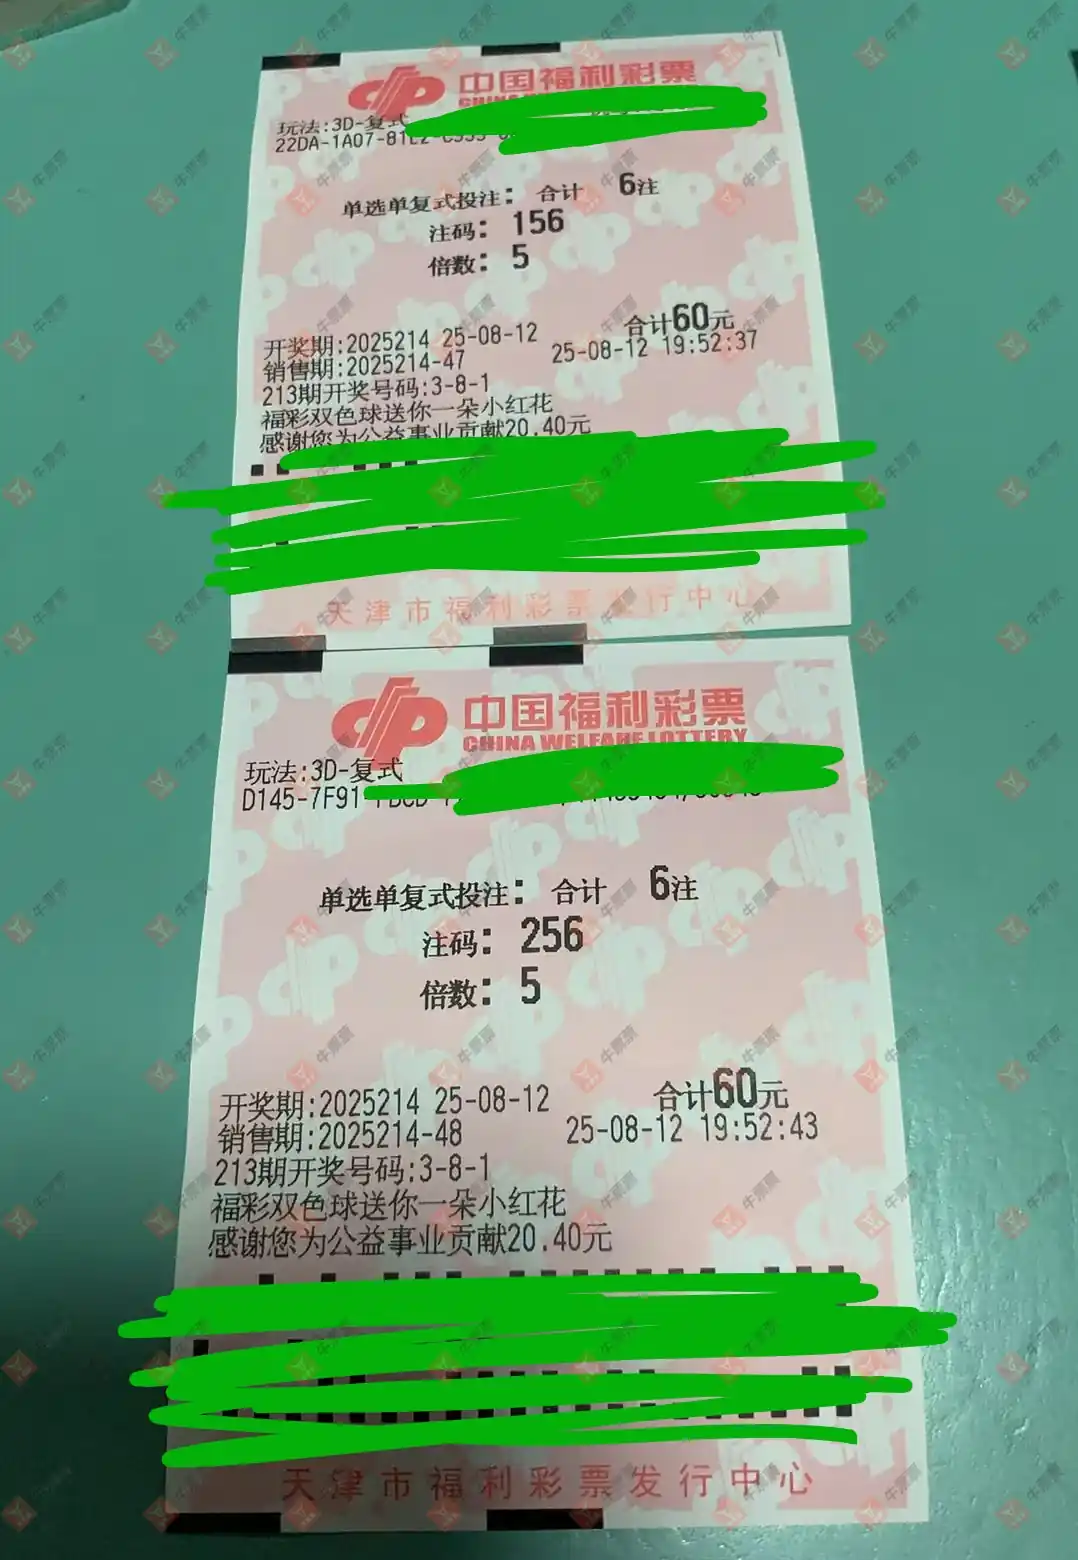 中国福利彩票
玩法:3D-复式
22DA-1A07-81E2-
单选单复式投注: 合计 6注
注码: 156
倍数: 5
合计60元
开奖期:2025214 25-08-12
销售期:2025214-47 25-08-12 19:52:37
213期开奖号码:3-8-1
福彩双色球送你一朵小红花
感谢您为公益事业贡献20.40元
天津市福利彩票发行中心
中国福利彩票
CHINA WELFARE LOTTERY
玩法:3D-复式
D145-7F91-
单选单复式投注: 合计 6注
注码: 256
倍数: 5
开奖期:2025214 25-08-12 合计60元
销售期:2025214-48 25-08-12 19:52:43
213期开奖号码:3-8-1
福彩双色球送你一朵小红花
感谢您为公益事业贡献20.40元
天津市福利彩票发行中心